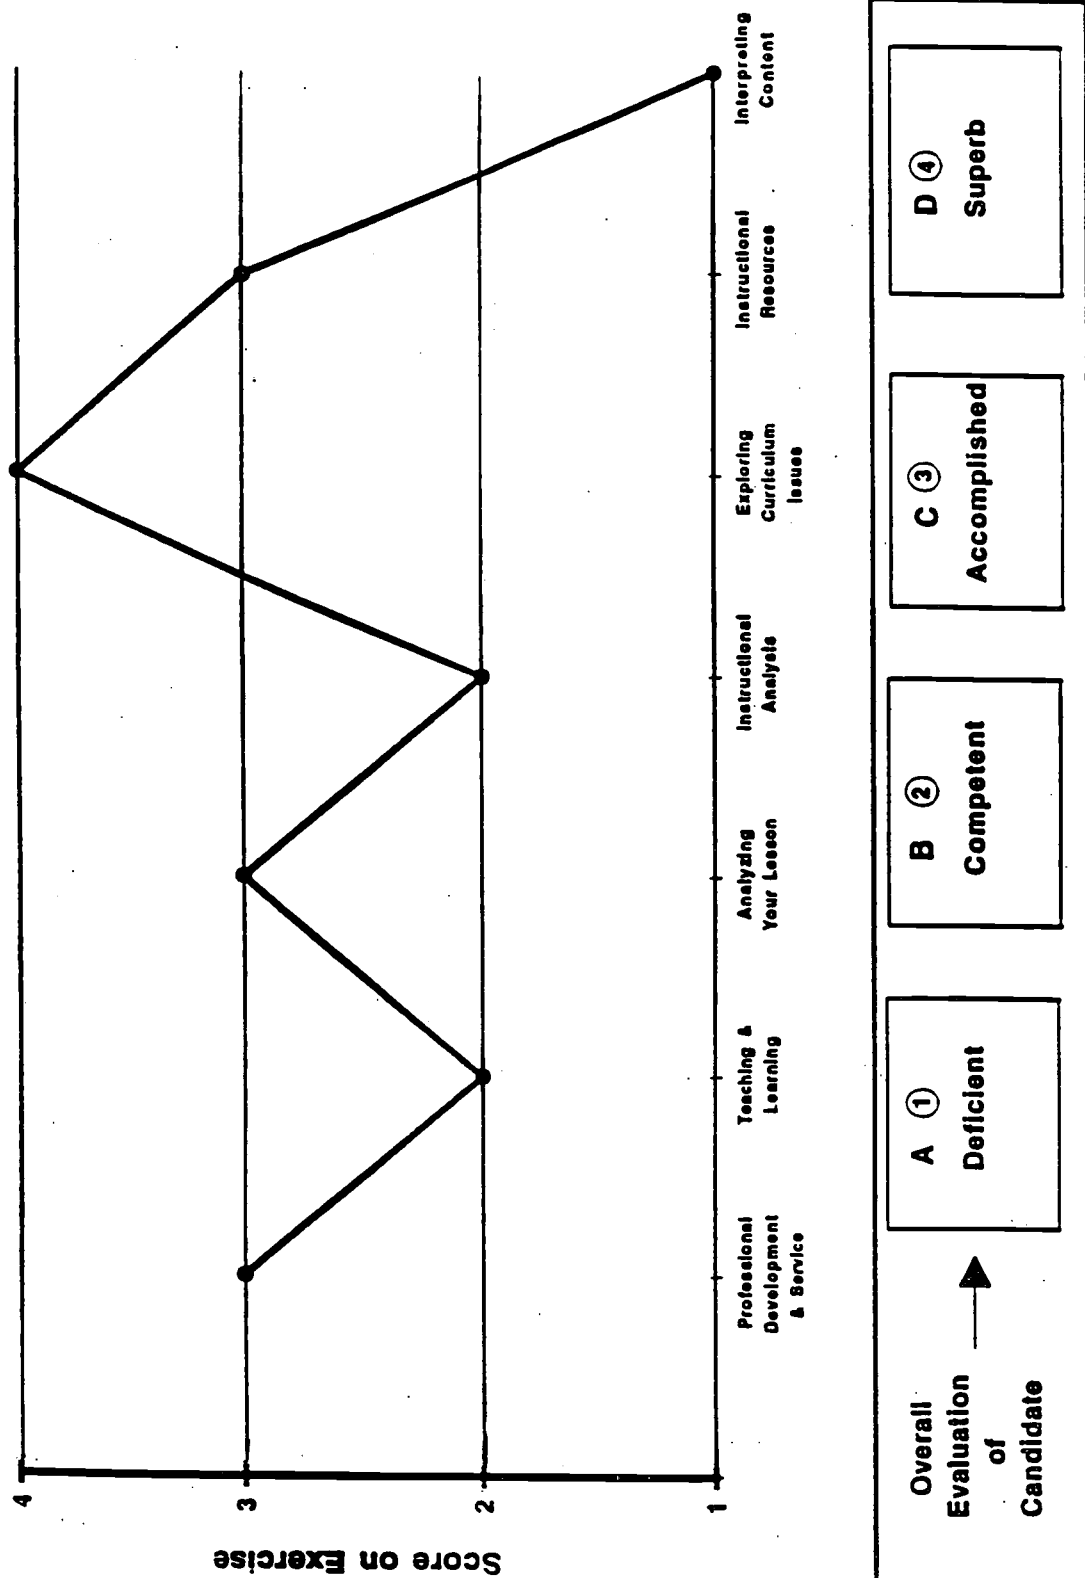 Score on Exercise
4
3
2
1
Professional
Development
& Service
Teaching &
Learning
Analyzing
Your Lesson
Instructional
Analysis
Exploring
Curriculum
Issues
Instructional
Resources
Interpreting
Content
Overall
Evaluation
of
Candidate
A ①
Deficient
B ②
Competent
C ③
Accomplished
D ④
Superb